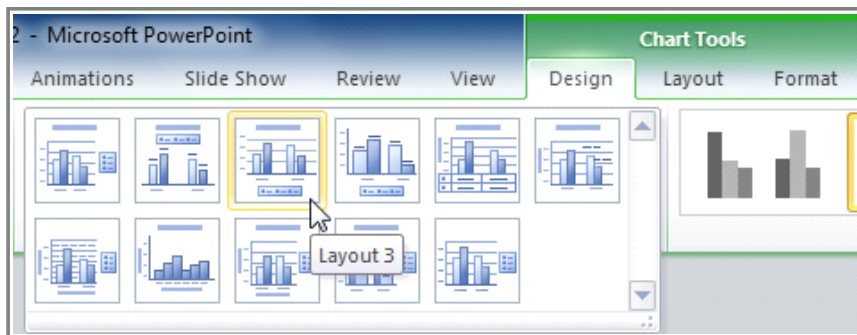 2 - Microsoft PowerPoint
Chart Tools
Animations Slide Show Review View Design Layout Format
Layout 3